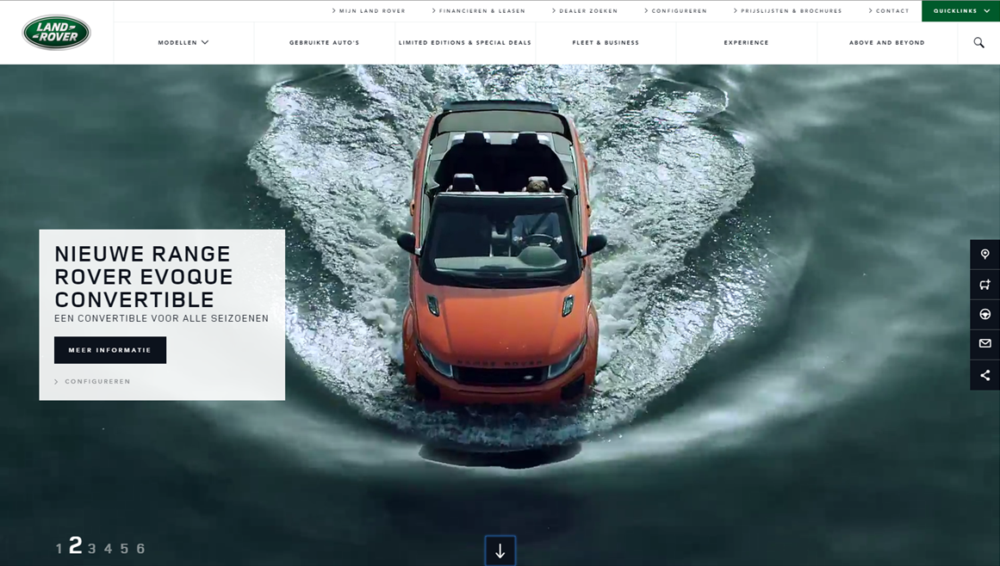 LAND-
-ROVER
MIJN LAND ROVER
FINANCIEREN & LEASEN
DEALER ZOEKEN
CONFIGUREREN
PRIJSLIJSTEN & BROCHURES
CONTACT
QUICKLINKS
MODELLEN
GEBRUIKTE AUTO'S
LIMITED EDITIONS & SPECIAL DEALS
FLEET & BUSINESS
EXPERIENCE
ABOVE AND BEYOND
NIEUWE RANGE
ROVER EVOQUE
CONVERTIBLE
EEN CONVERTIBLE VOOR ALLE SEIZOENEN
MEER INFORMATIE
CONFIGUREREN
RANGE ROVER
1 2 3 4 5 6